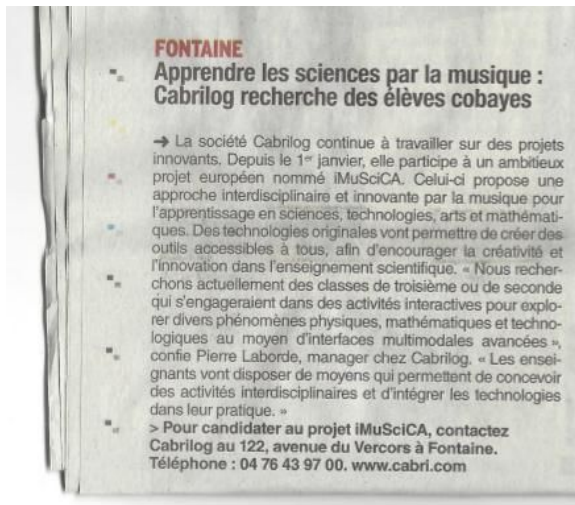 FONTAINE
Apprendre les sciences par la musique :
Cabrilog recherche des élèves cobayes
➔ La société Cabrilog continue à travailler sur des projets
innovants. Depuis le 1er janvier, elle participe à un ambitieux
projet européen nommé iMuSciCA. Celui-ci propose une
approche interdisciplinaire et innovante par la musique pour
l'apprentissage en sciences, technologies, arts et mathémati-
ques. Des technologies originales vont permettre de créer des
outils accessibles à tous, afin d'encourager la créativité et
l'innovation dans l'enseignement scientifique. « Nous recher-
chons actuellement des classes de troisième ou de seconde
qui s'engageraient dans des activités interactives pour explo-
rer divers phénomènes physiques, mathématiques et techno-
logiques au moyen d'interfaces multimodales avancées »,
confie Pierre Laborde, manager chez Cabrilog. « Les ensei-
gnants vont disposer de moyens qui permettent de concevoir
des activités interdisciplinaires et d'intégrer les technologies
dans leur pratique. »
> Pour candidater au projet iMuSciCA, contactez
Cabrilog au 122, avenue du Vercors à Fontaine.
Téléphone : 04 76 43 97 00. www.cabri.com